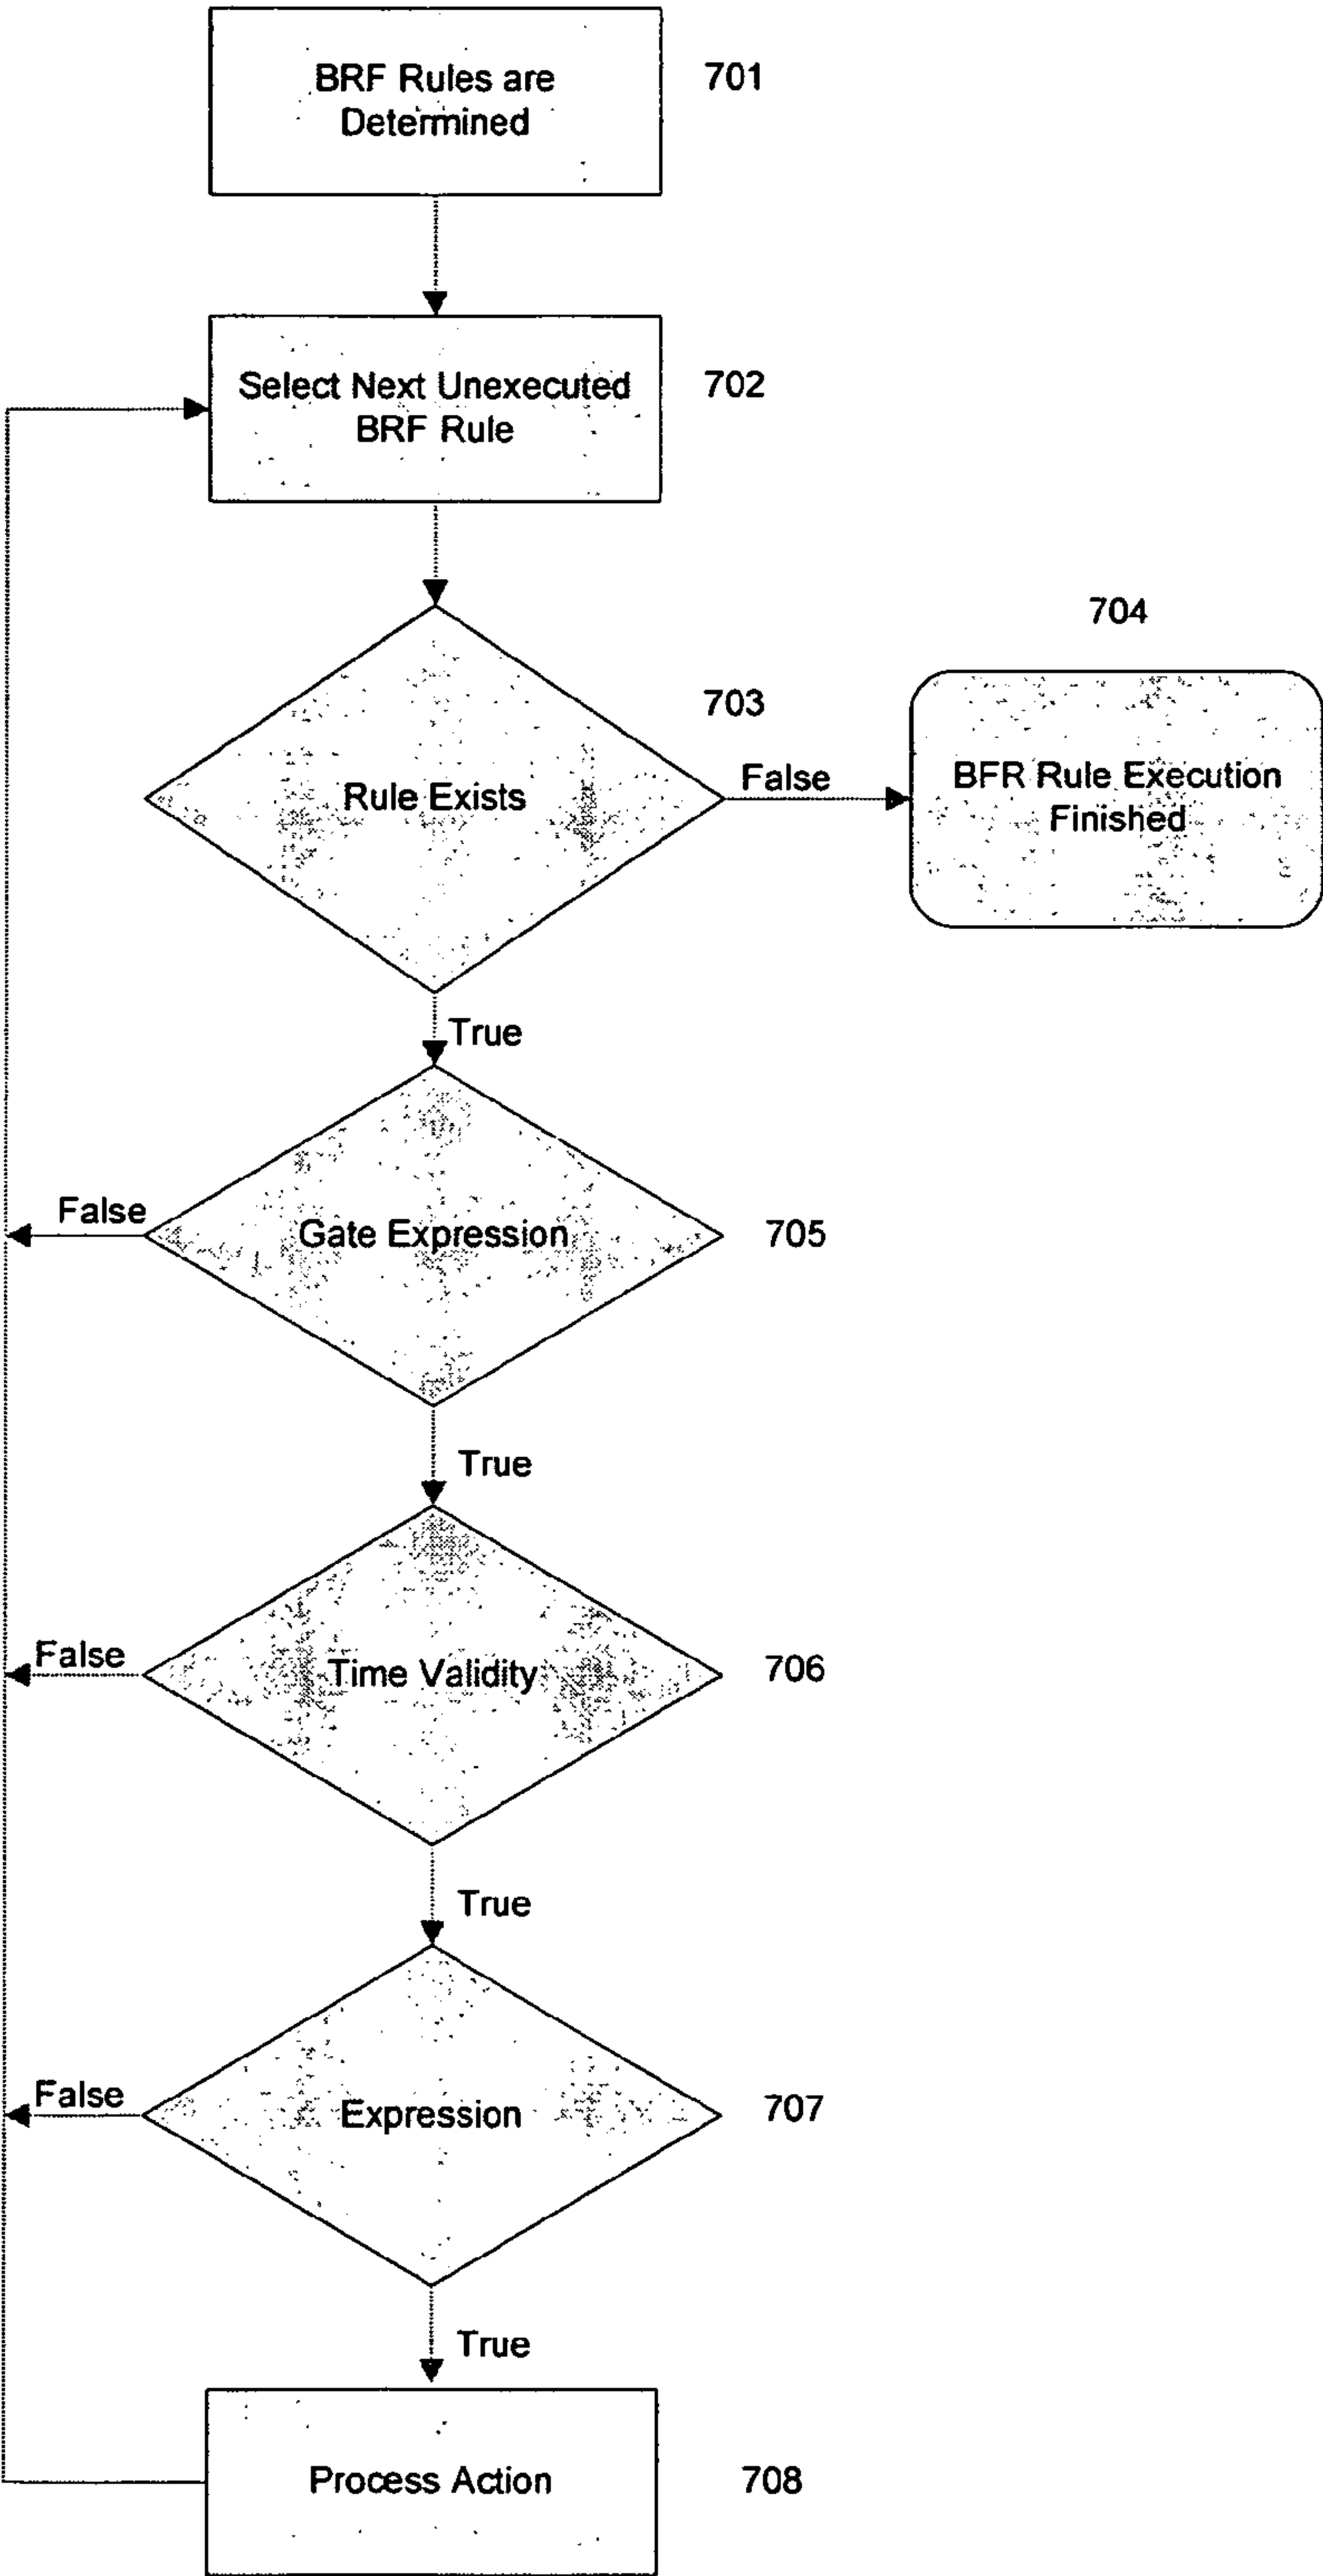 BRF Rules are
Determined
701
Select Next Unexecuted
BRF Rule
702
703
704
Rule Exists
False
BFR Rule Execution
Finished
True
False
Gate Expression
705
True
False
Time Validity
706
True
False
Expression
707
True
Process Action
708